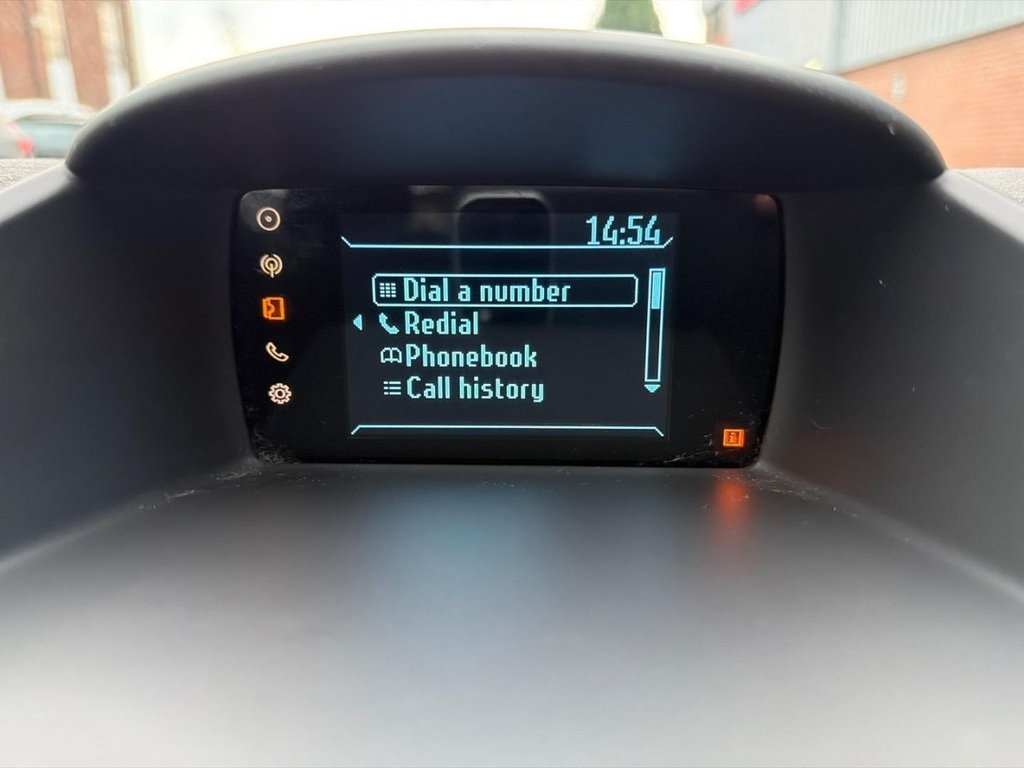 14:54
Dial a number
Redial
Phonebook
Call history